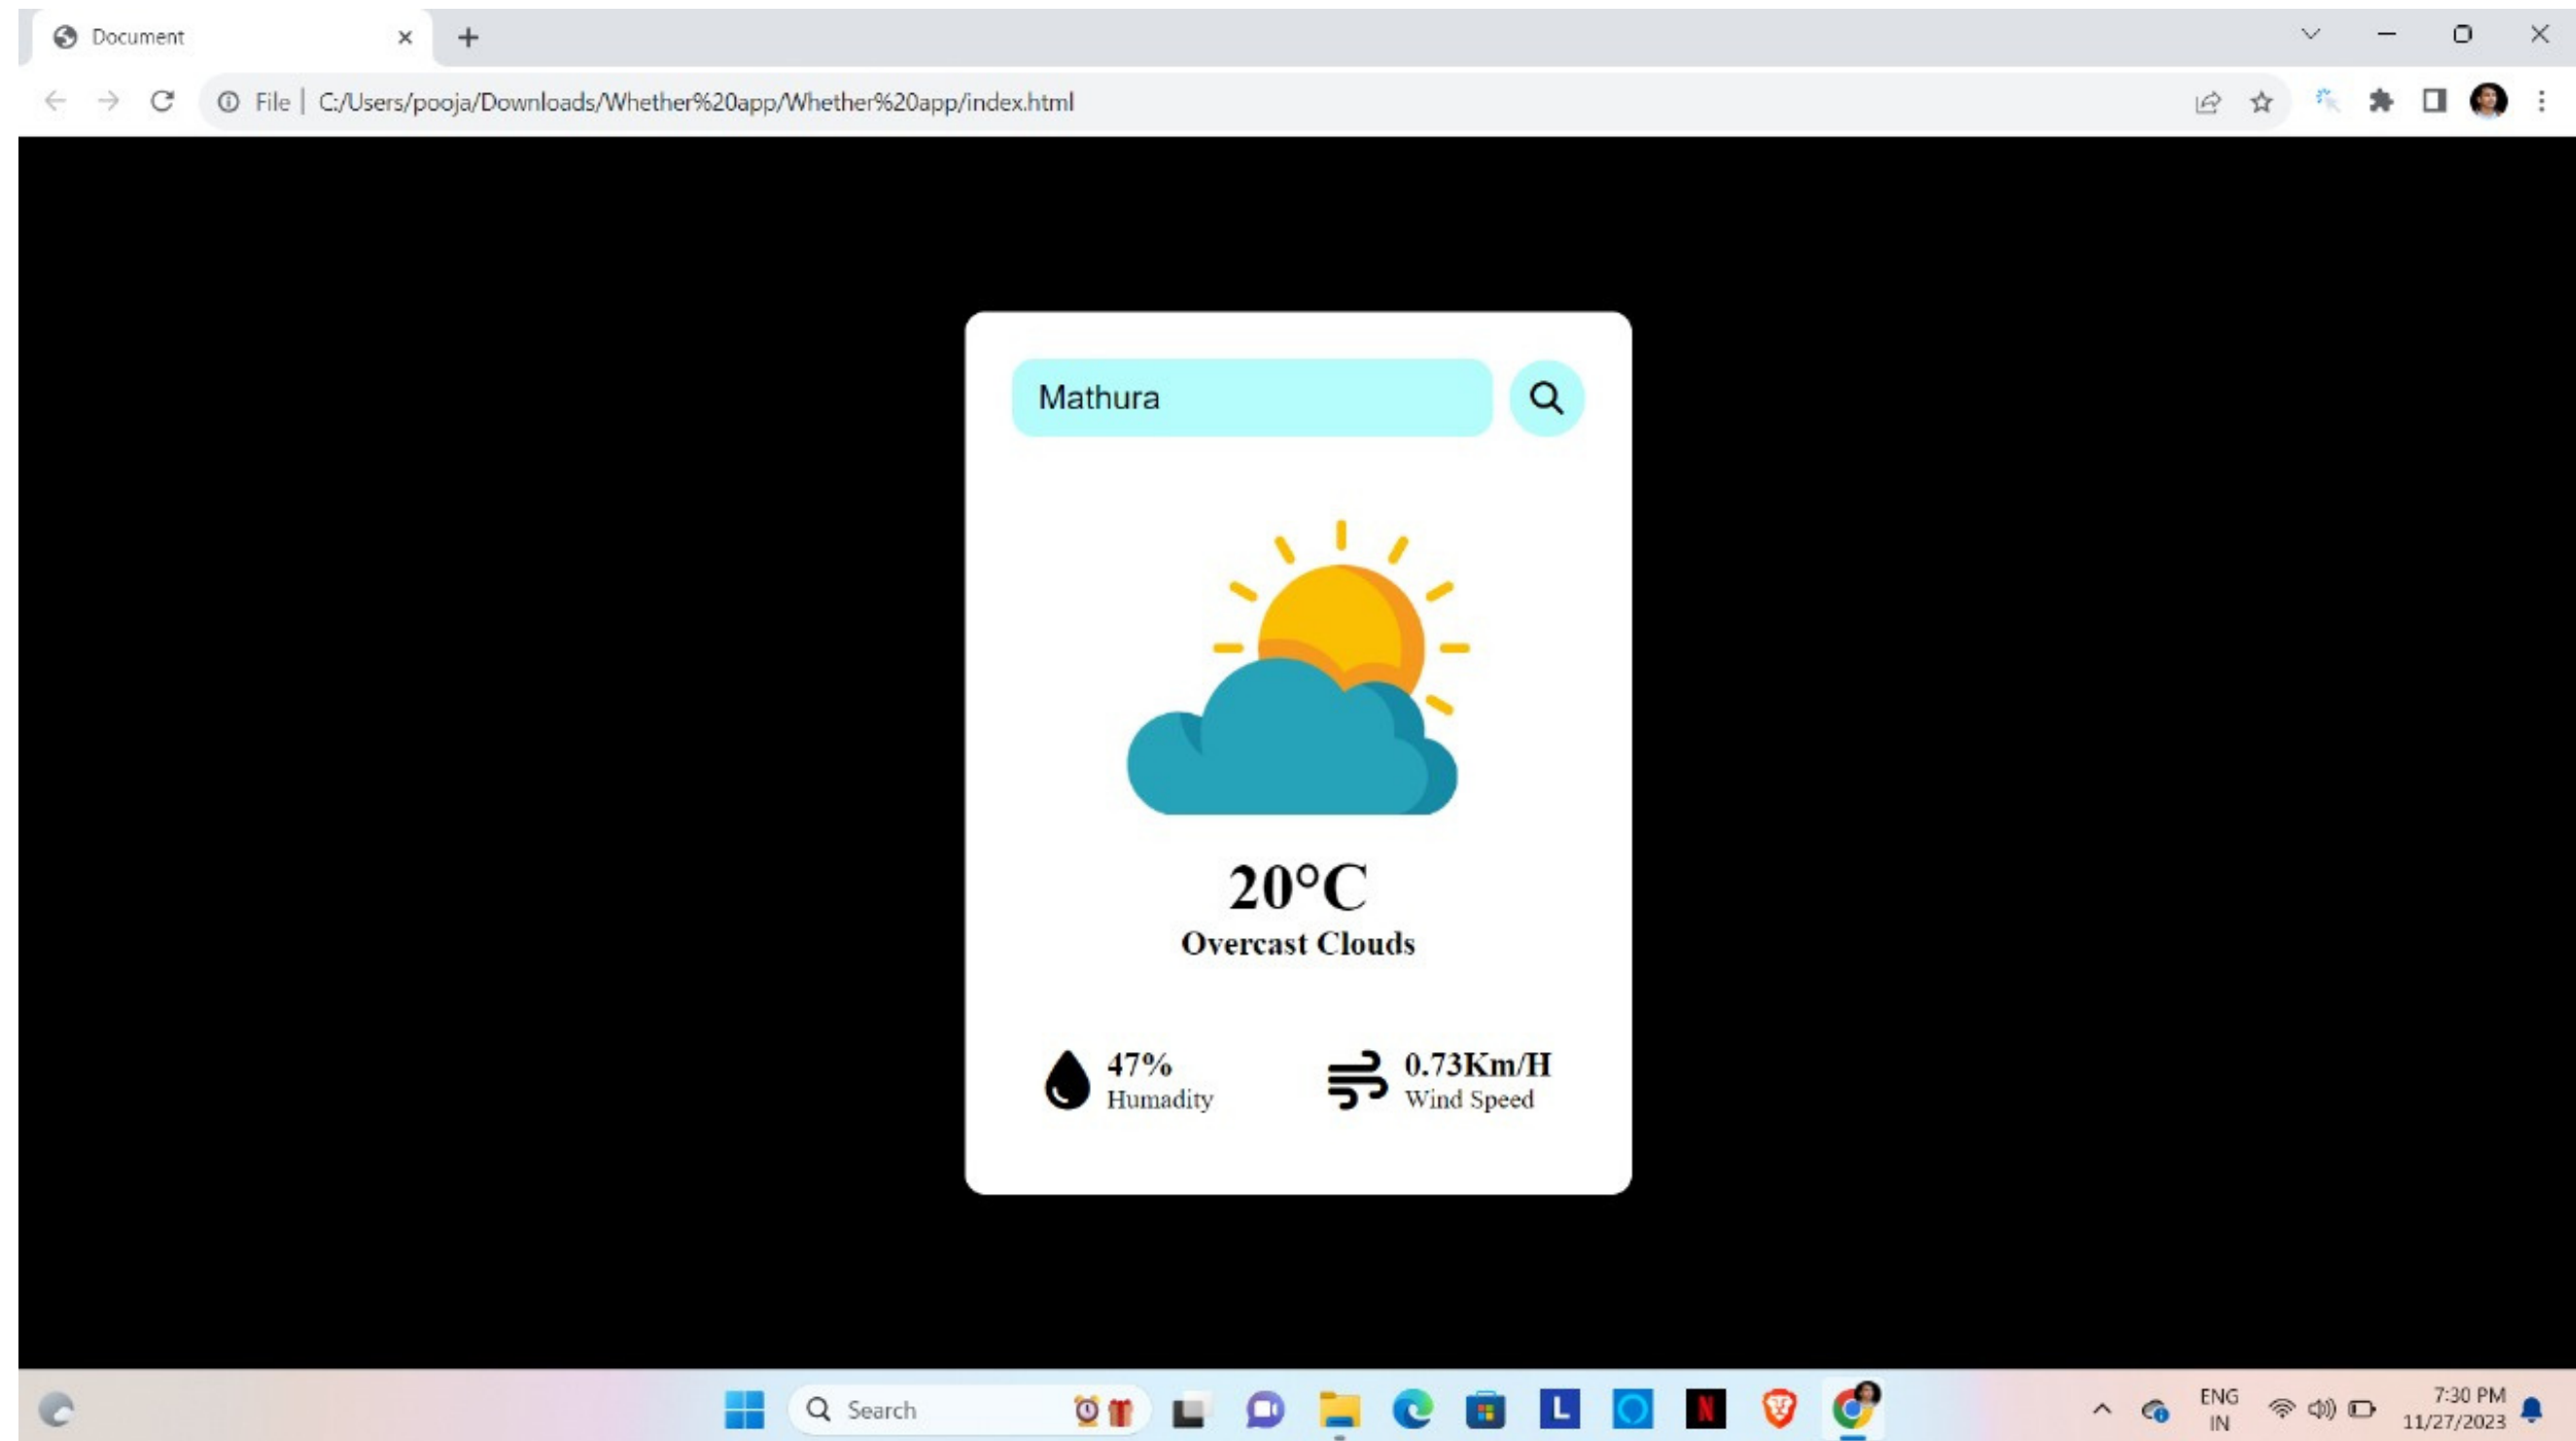 Document
File
C:/Users/pooja/Downloads/Whether%20app/Whether%20app/index.html
Mathura
20°C
Overcast Clouds
47%
Humadity
0.73Km/H
Wind Speed
Search
L
N
ENG
IN
7:30 PM
11/27/2023